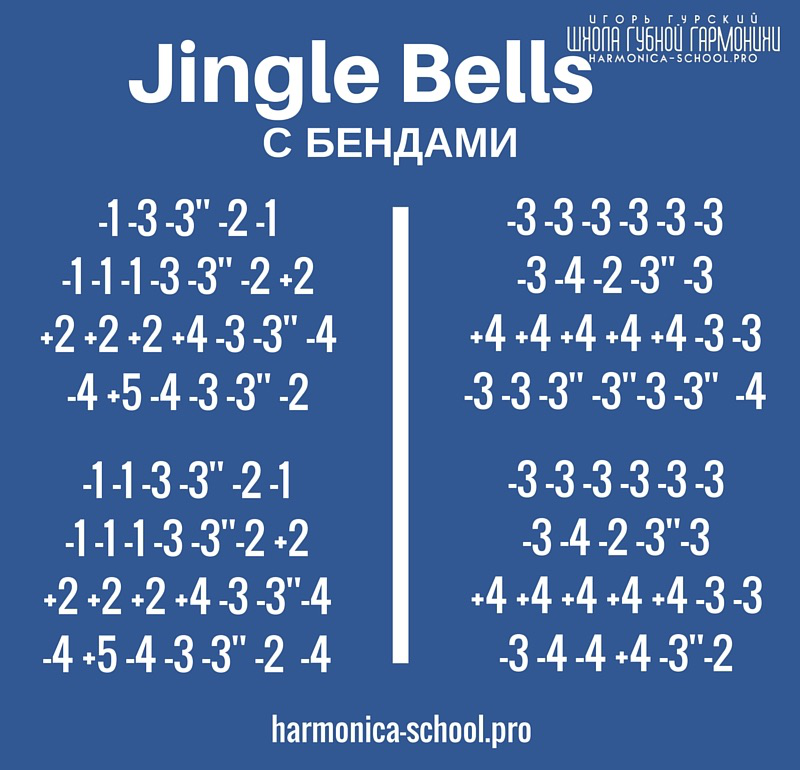 ИГОРЬ ГУРСКИЙ
ШКОЛА ГУБНОЙ ГАРМОНИКИ
HARMONICA-SCHOOL.PRO
Jingle Bells
С БЕНДАМИ
-1 -3 -3" -2 -1
-1 -1 -1 -3 -3" -2 +2
+2 +2 +2 +4 -3 -3" -4
-4 +5 -4 -3 -3" -2
-1 -1 -3 -3" -2 -1
-1 -1 -1 -3 -3"-2 +2
+2 +2 +2 +4 -3 -3"-4
-4 +5 -4 -3 -3" -2 -4
-3 -3 -3 -3 -3 -3
-3 -4 -2 -3" -3
+4 +4 +4 +4 +4 -3 -3
-3 -3 -3" -3"-3 -3" -4
-3 -3 -3 -3 -3 -3
-3 -4 -2 -3"-3
+4 +4 +4 +4 +4 -3 -3
-3 -4 -4 +4 -3"-2
harmonica-school.pro